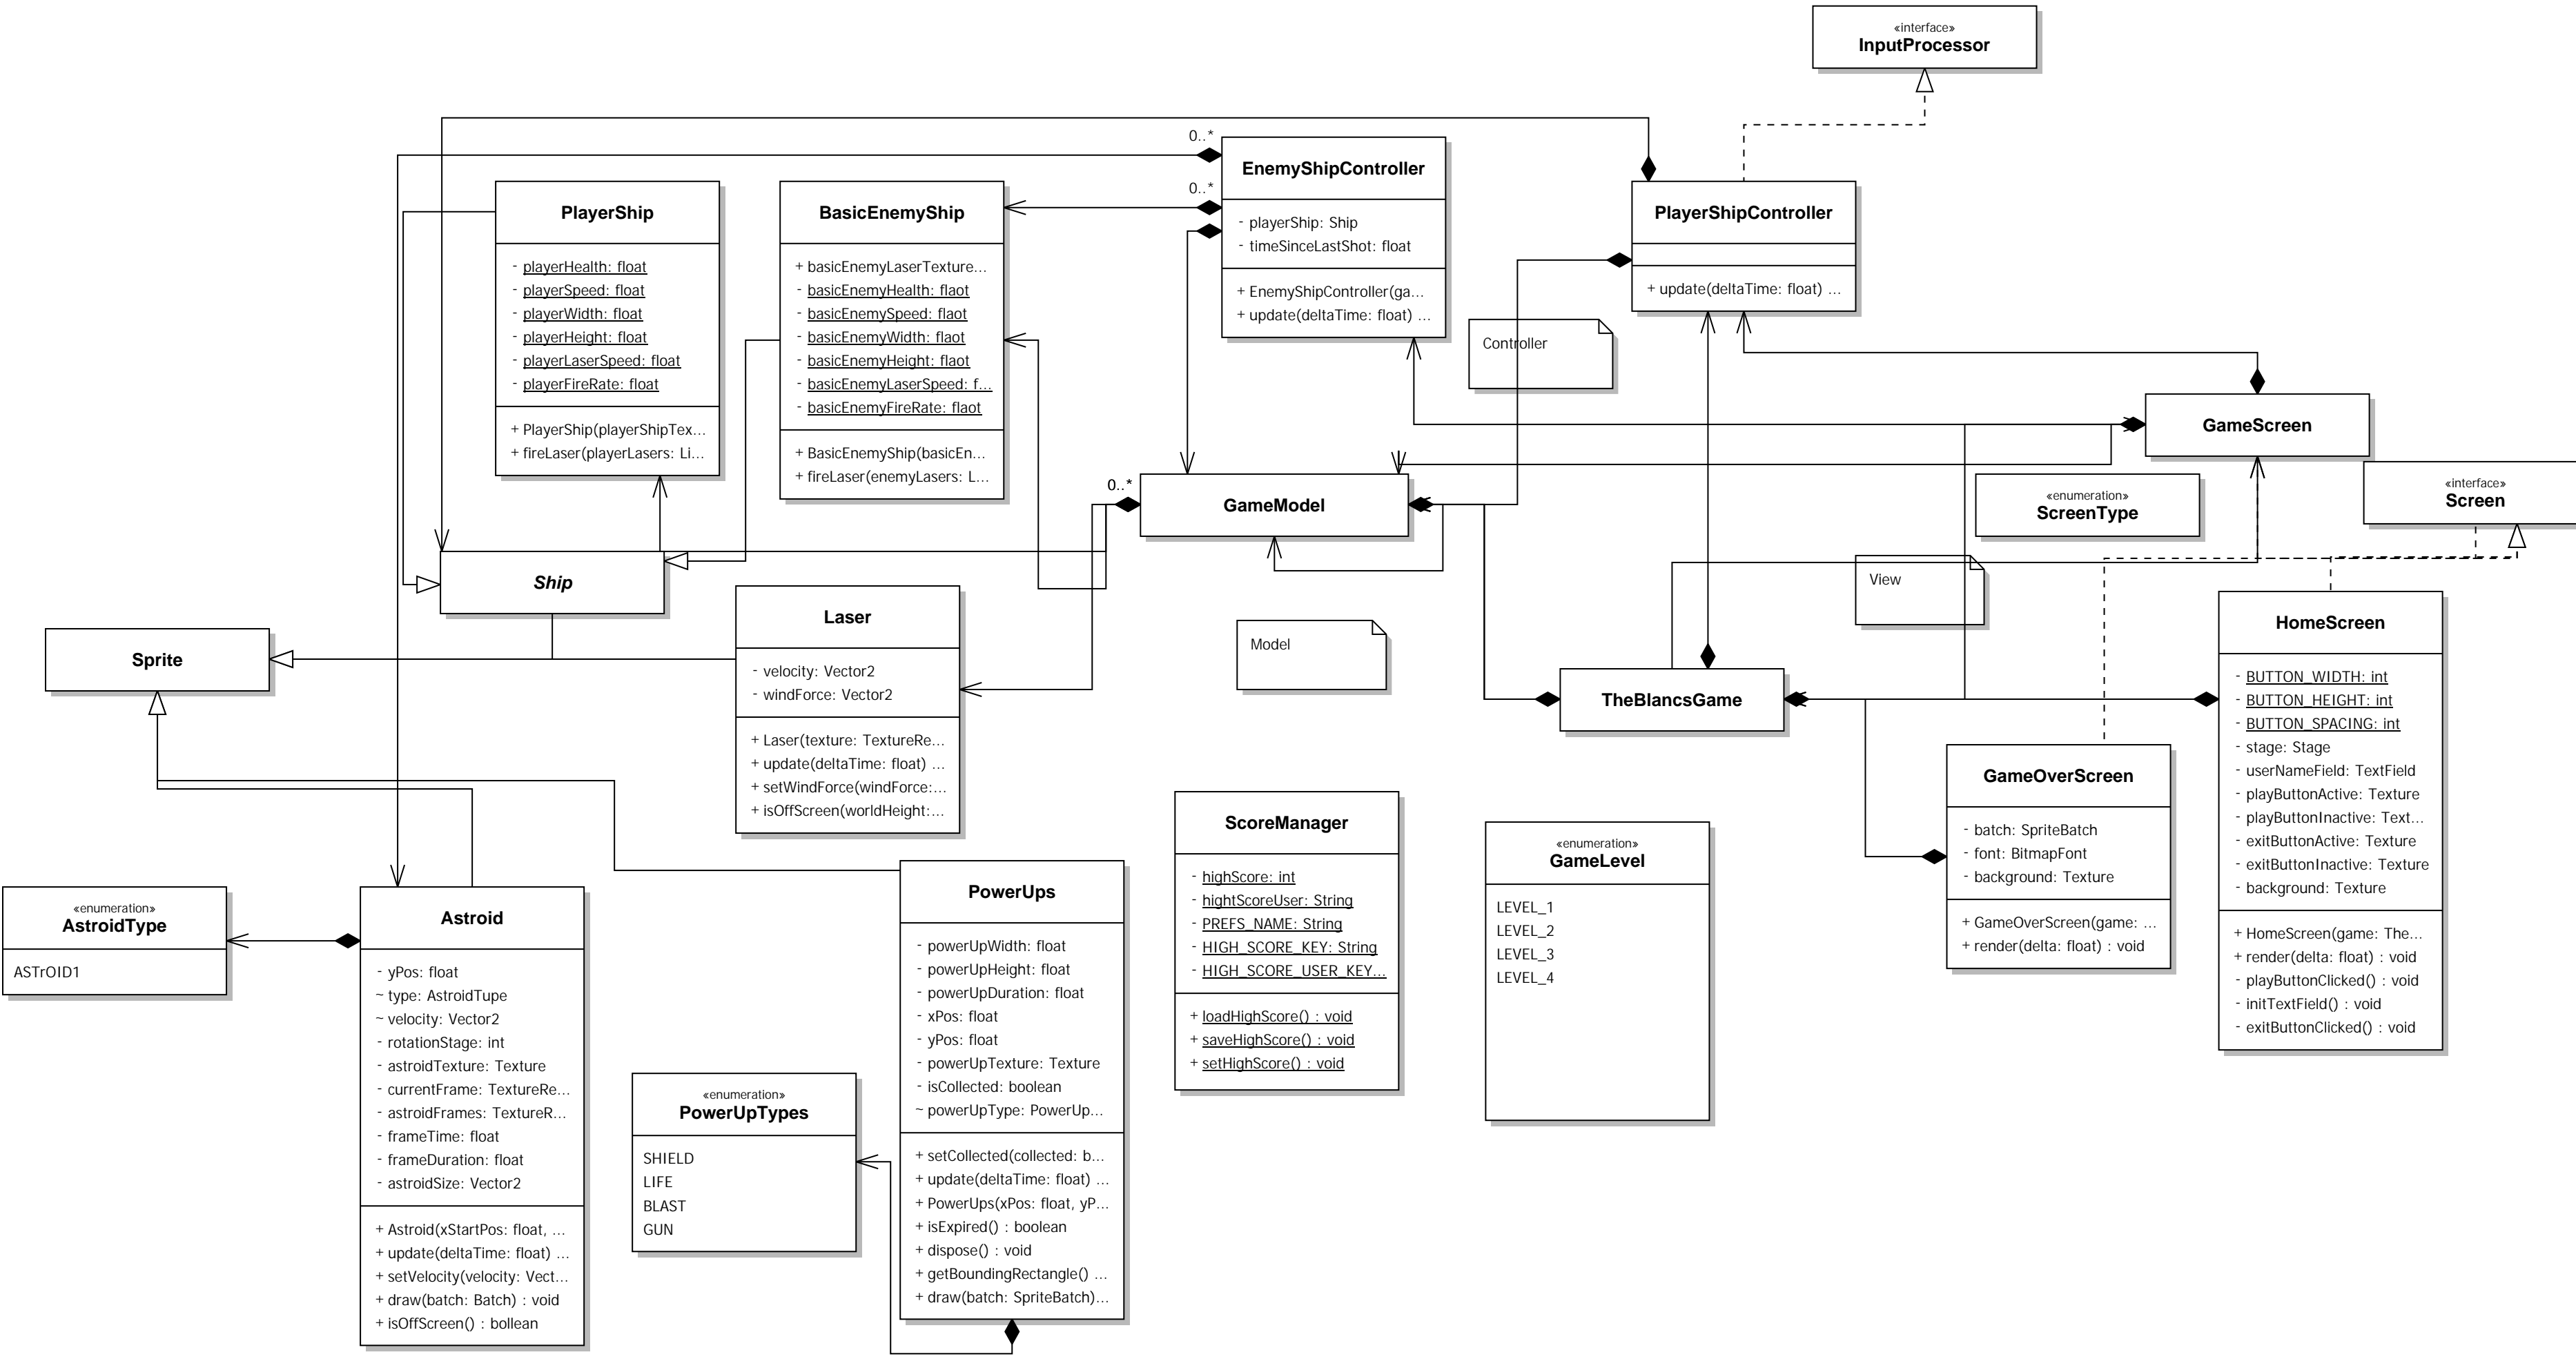 «interface»
InputProcessor
0..*
EnemyShipController
- playerShip: Ship
- timeSinceLastShot: float
+ EnemyShipController(ga...
+ update(deltaTime: float) ...
0..*
PlayerShip
- playerHealth: float
- playerSpeed: float
- playerWidth: float
- playerHeight: float
- playerLaserSpeed: float
- playerFireRate: float
+ PlayerShip(playerShipTex...
+ fireLaser(playerLasers: Li...
BasicEnemyShip
+ basicEnemyLaserTexture...
- basicEnemyHealth: flaot
- basicEnemySpeed: flaot
- basicEnemyWidth: flaot
- basicEnemyHeight: flaot
- basicEnemyLaserSpeed: f...
- basicEnemyFireRate: flaot
+ BasicEnemyShip(basicEn...
+ fireLaser(enemyLasers: L...
PlayerShipController
+ update(deltaTime: float) ...
Controller
GameScreen
0..*
GameModel
«enumeration»
ScreenType
«interface»
Screen
Ship
View
Laser
- velocity: Vector2
- windForce: Vector2
+ Laser(texture: TextureRe...
+ update(deltaTime: float) ...
+ setWindForce(windForce:...
+ isOffScreen(worldHeight:...
Sprite
Model
TheBlancsGame
HomeScreen
- BUTTON_WIDTH: int
- BUTTON_HEIGHT: int
- BUTTON_SPACING: int
- stage: Stage
- userNameField: TextField
- playButtonActive: Texture
- playButtonInactive: Text...
- exitButtonActive: Texture
- exitButtonInactive: Texture
- background: Texture
+ HomeScreen(game: The...
+ render(delta: float) : void
- playButtonClicked() : void
- initTextField() : void
- exitButtonClicked() : void
GameOverScreen
- batch: SpriteBatch
- font: BitmapFont
- background: Texture
+ GameOverScreen(game: ...
+ render(delta: float) : void
ScoreManager
- highScore: int
- hightScoreUser: String
- PREFS_NAME: String
- HIGH_SCORE_KEY: String
- HIGH_SCORE_USER_KEY...
+ loadHighScore() : void
+ saveHighScore() : void
+ setHighScore() : void
«enumeration»
GameLevel
LEVEL_1
LEVEL_2
LEVEL_3
LEVEL_4
«enumeration»
AstroidType
ASTrOID1
Astroid
- yPos: float
~ type: AstroidTupe
~ velocity: Vector2
- rotationStage: int
- astroidTexture: Texture
- currentFrame: TextureRe...
- astroidFrames: TextureR...
- frameTime: float
- frameDuration: float
- astroidSize: Vector2
+ Astroid(xStartPos: float, ...
+ update(deltaTime: float) ...
+ setVelocity(velocity: Vect...
+ draw(batch: Batch) : void
+ isOffScreen() : bollean
PowerUps
- powerUpWidth: float
- powerUpHeight: float
- powerUpDuration: float
- xPos: float
- yPos: float
- powerUpTexture: Texture
- isCollected: boolean
~ powerUpType: PowerUp...
+ setCollected(collected: b...
+ update(deltaTime: float) ...
+ PowerUps(xPos: float, yP...
+ isExpired() : boolean
+ dispose() : void
+ getBoundingRectangle() ...
+ draw(batch: SpriteBatch)...
«enumeration»
PowerUpTypes
SHIELD
LIFE
BLAST
GUN